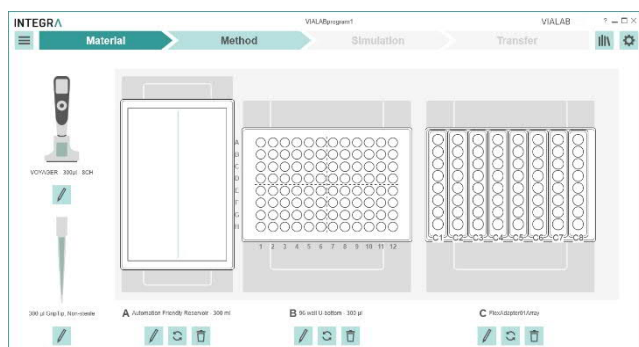 INTEGRA
VIALABprogram1
VIALAB
? – □ ×
Material
Method
Simulation
Transfer
A
B
C
D
E
F
G
H
1 2 3 4 5 6 7 8 9 10 11 12
C1 C2 C3 C4 C5 C6 C7 C8
VOYAGER · 300µl · 8CH
300 µl GripTip, Non-sterile
A Automation Friendly Reservoir · 300 ml
B 96 well U-bottom · 300 µl
C PlexAdapter01Array